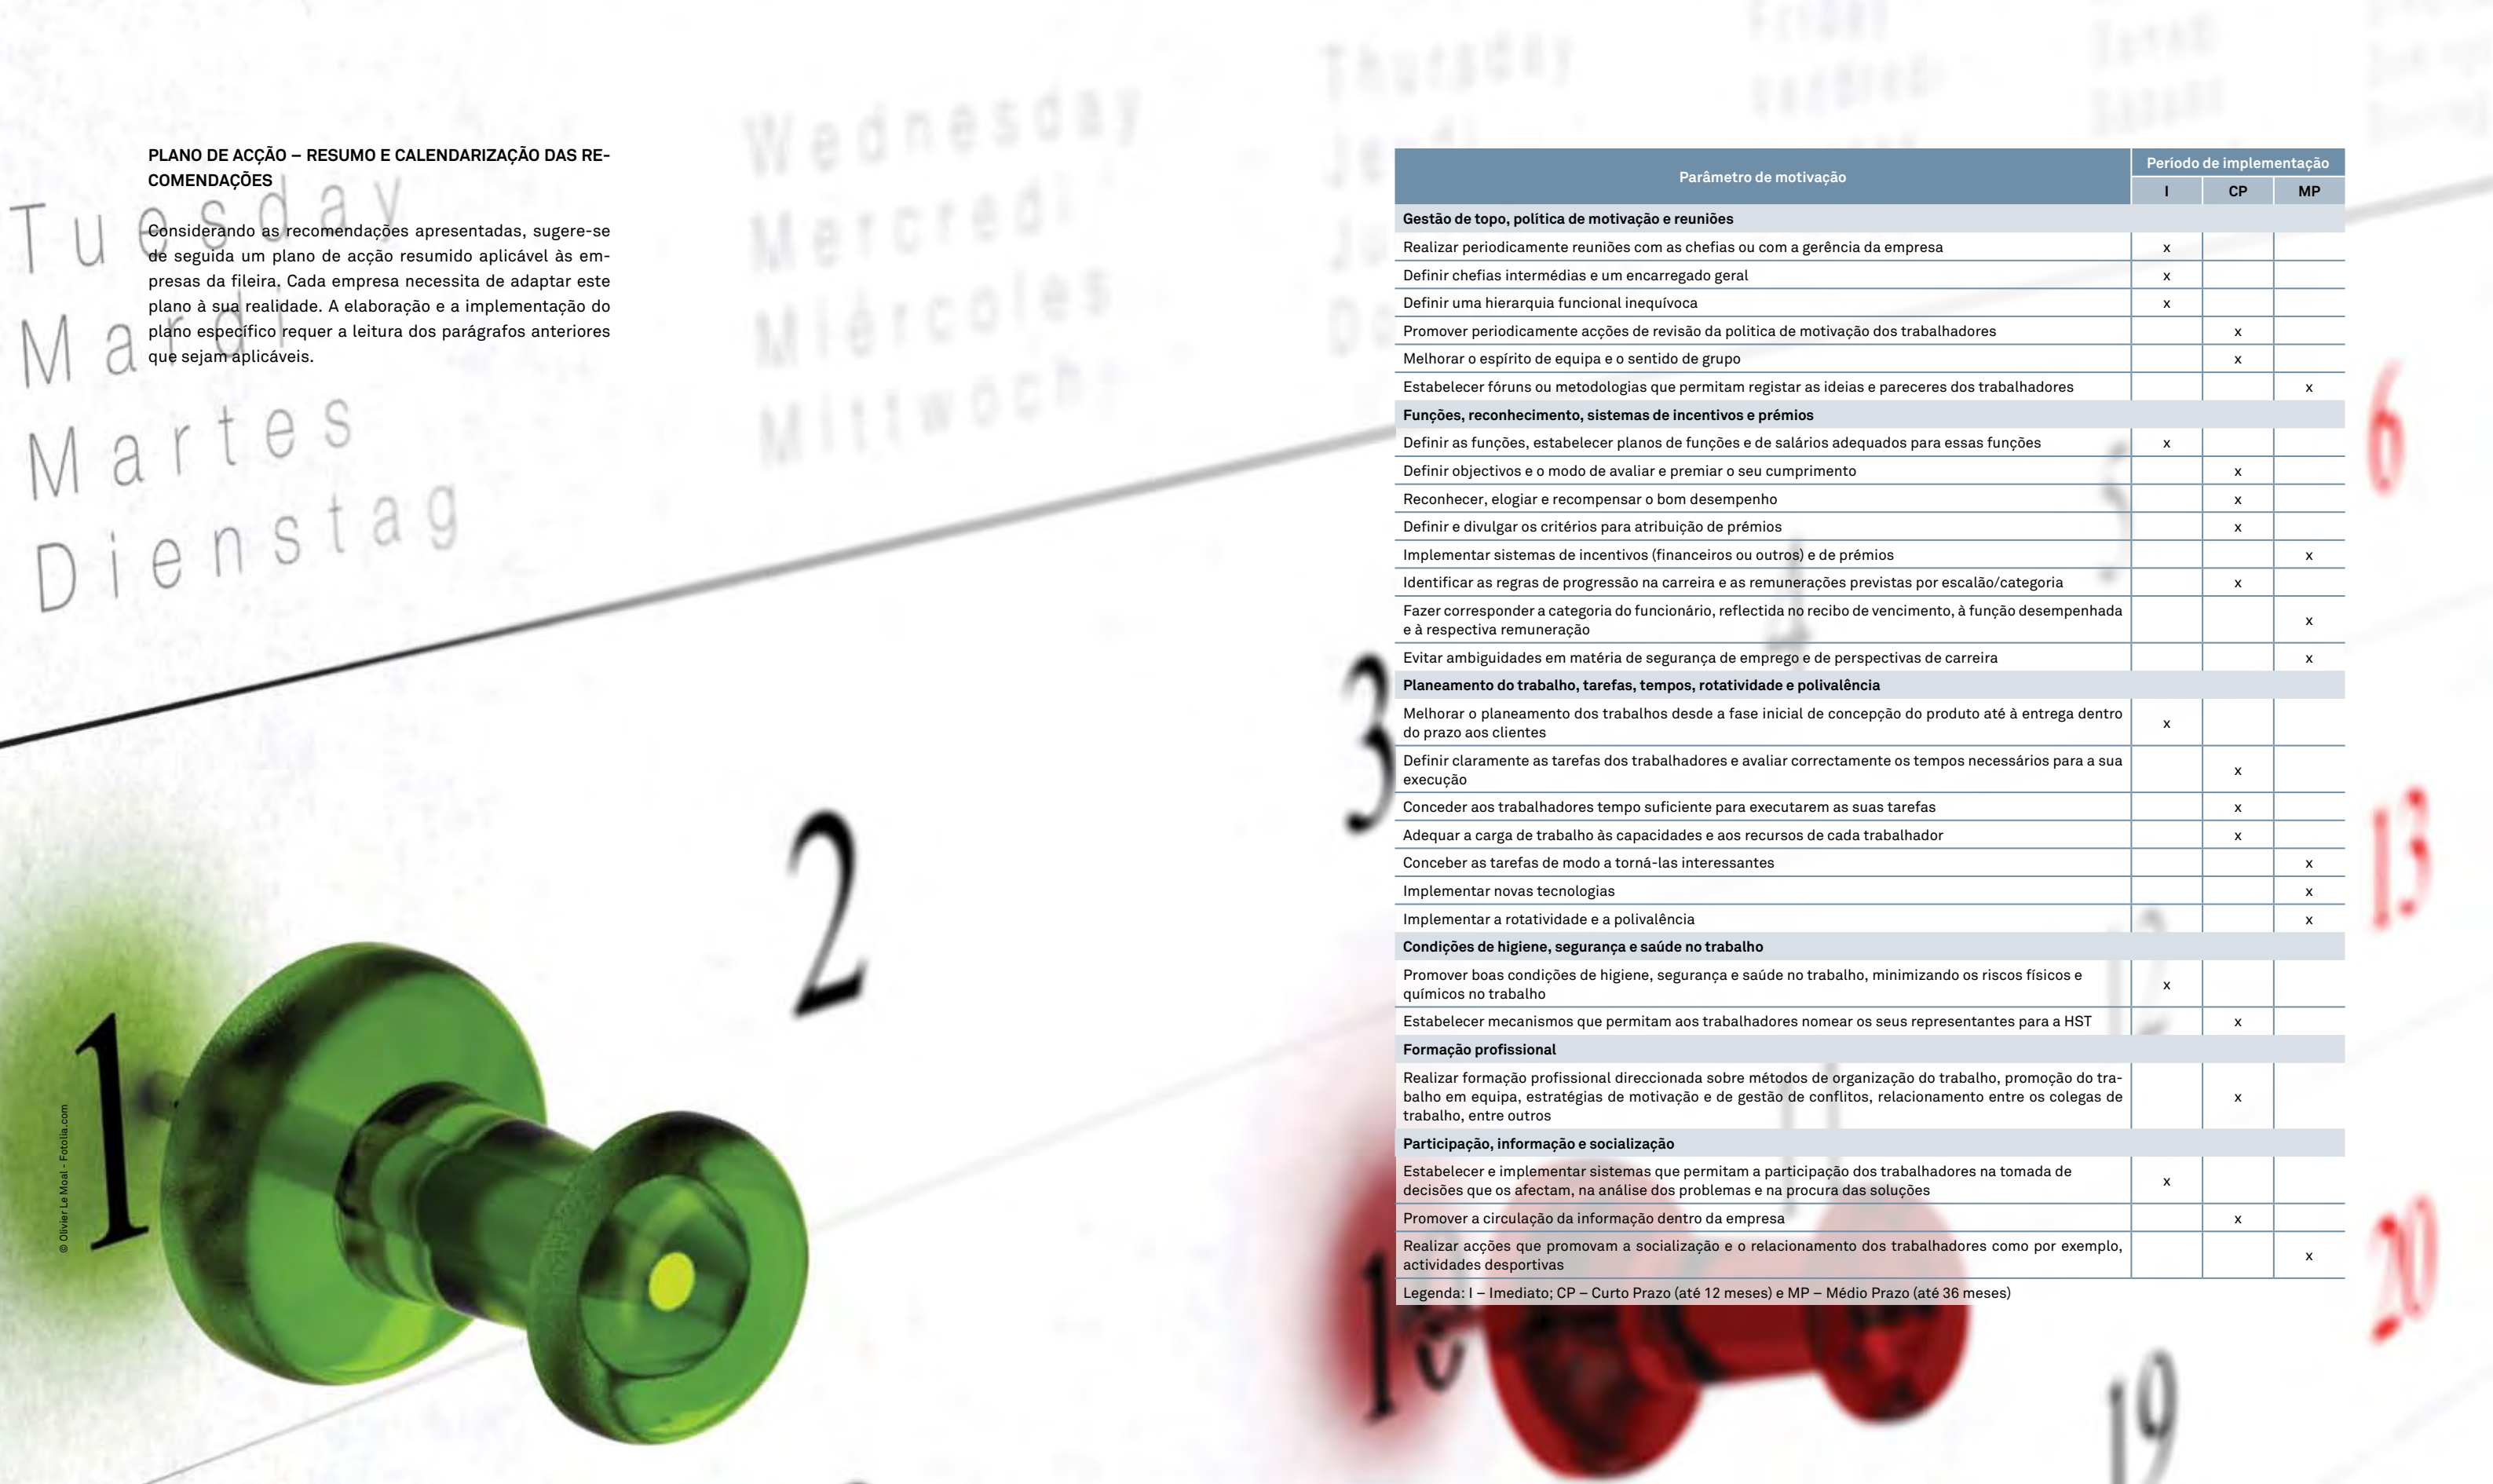 PLANO DE ACÇÃO – RESUMO E CALENDARIZAÇÃO DAS RE-
COMENDAÇÕES
Considerando as recomendações apresentadas, sugere-se
de seguida um plano de acção resumido aplicável às em-
presas da fileira. Cada empresa necessita de adaptar este
plano à sua realidade. A elaboração e a implementação do
plano específico requer a leitura dos parágrafos anteriores
que sejam aplicáveis.
Tuesday
Mardi
Martes
Dienstag
Wednesday
Mercredi
Miércoles
Mittwoch
Thursday
Jeudi
Friday
Vendredi
1
2
3
4
5
6
11
12
13
19
20
© Olivier Le Moal - Fotolia.com
Parâmetro de motivação
Período de implementação
I CP MP
Gestão de topo, política de motivação e reuniões
Realizar periodicamente reuniões com as chefias ou com a gerência da empresa x
Definir chefias intermédias e um encarregado geral x
Definir uma hierarquia funcional inequívoca x
Promover periodicamente acções de revisão da politica de motivação dos trabalhadores x
Melhorar o espírito de equipa e o sentido de grupo x
Estabelecer fóruns ou metodologias que permitam registar as ideias e pareceres dos trabalhadores x
Funções, reconhecimento, sistemas de incentivos e prémios
Definir as funções, estabelecer planos de funções e de salários adequados para essas funções x
Definir objectivos e o modo de avaliar e premiar o seu cumprimento x
Reconhecer, elogiar e recompensar o bom desempenho x
Definir e divulgar os critérios para atribuição de prémios x
Implementar sistemas de incentivos (financeiros ou outros) e de prémios x
Identificar as regras de progressão na carreira e as remunerações previstas por escalão/categoria x
Fazer corresponder a categoria do funcionário, reflectida no recibo de vencimento, à função desempenhada
e à respectiva remuneração x
Evitar ambiguidades em matéria de segurança de emprego e de perspectivas de carreira x
Planeamento do trabalho, tarefas, tempos, rotatividade e polivalência
Melhorar o planeamento dos trabalhos desde a fase inicial de concepção do produto até à entrega dentro
do prazo aos clientes x
Definir claramente as tarefas dos trabalhadores e avaliar correctamente os tempos necessários para a sua
execução x
Conceder aos trabalhadores tempo suficiente para executarem as suas tarefas x
Adequar a carga de trabalho às capacidades e aos recursos de cada trabalhador x
Conceber as tarefas de modo a torná-las interessantes x
Implementar novas tecnologias x
Implementar a rotatividade e a polivalência x
Condições de higiene, segurança e saúde no trabalho
Promover boas condições de higiene, segurança e saúde no trabalho, minimizando os riscos físicos e
químicos no trabalho x
Estabelecer mecanismos que permitam aos trabalhadores nomear os seus representantes para a HST x
Formação profissional
Realizar formação profissional direccionada sobre métodos de organização do trabalho, promoção do tra-
balho em equipa, estratégias de motivação e de gestão de conflitos, relacionamento entre os colegas de
trabalho, entre outros x
Participação, informação e socialização
Estabelecer e implementar sistemas que permitam a participação dos trabalhadores na tomada de
decisões que os afectam, na análise dos problemas e na procura das soluções x
Promover a circulação da informação dentro da empresa x
Realizar acções que promovam a socialização e o relacionamento dos trabalhadores como por exemplo,
actividades desportivas x
Legenda: I – Imediato; CP – Curto Prazo (até 12 meses) e MP – Médio Prazo (até 36 meses)